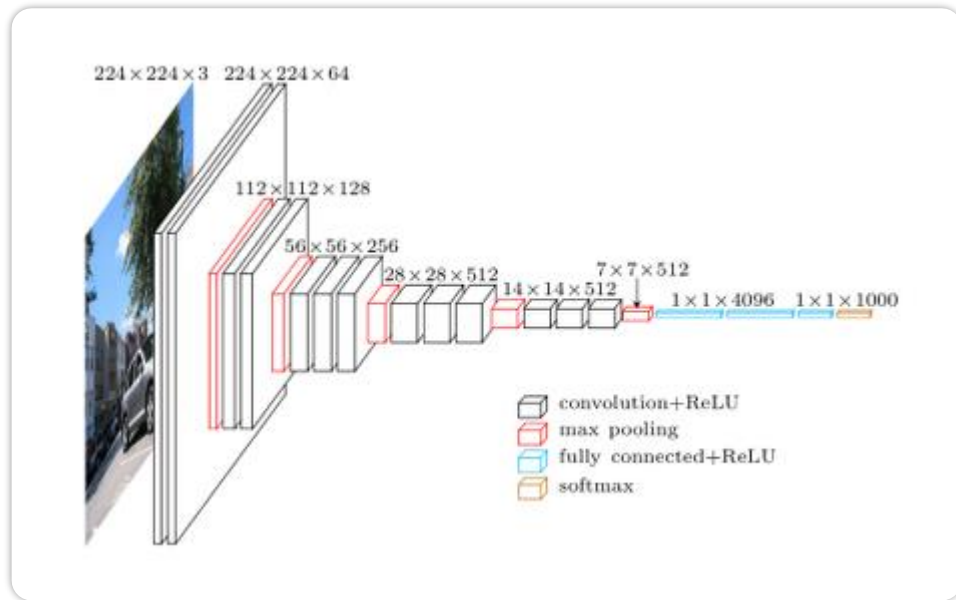 224×224×3
224×224×64
112×112×128
56×56×256
28×28×512
14×14×512
7×7×512
1×1×4096
1×1×1000
convolution+ReLU
max pooling
fully connected+ReLU
softmax